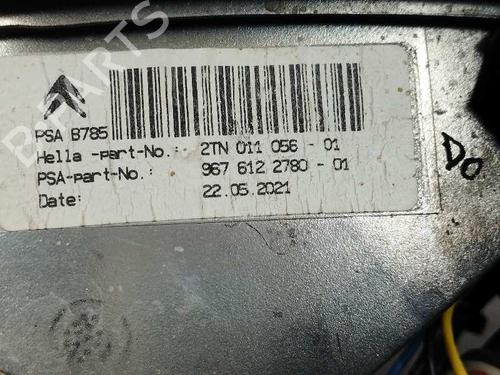 B-PARTS
PSA B785
Hella -part-No.: 2TN 011 056 - 01
PSA-part-No.: 967 612 2780 - 01
Date: 22.05.2021
Do